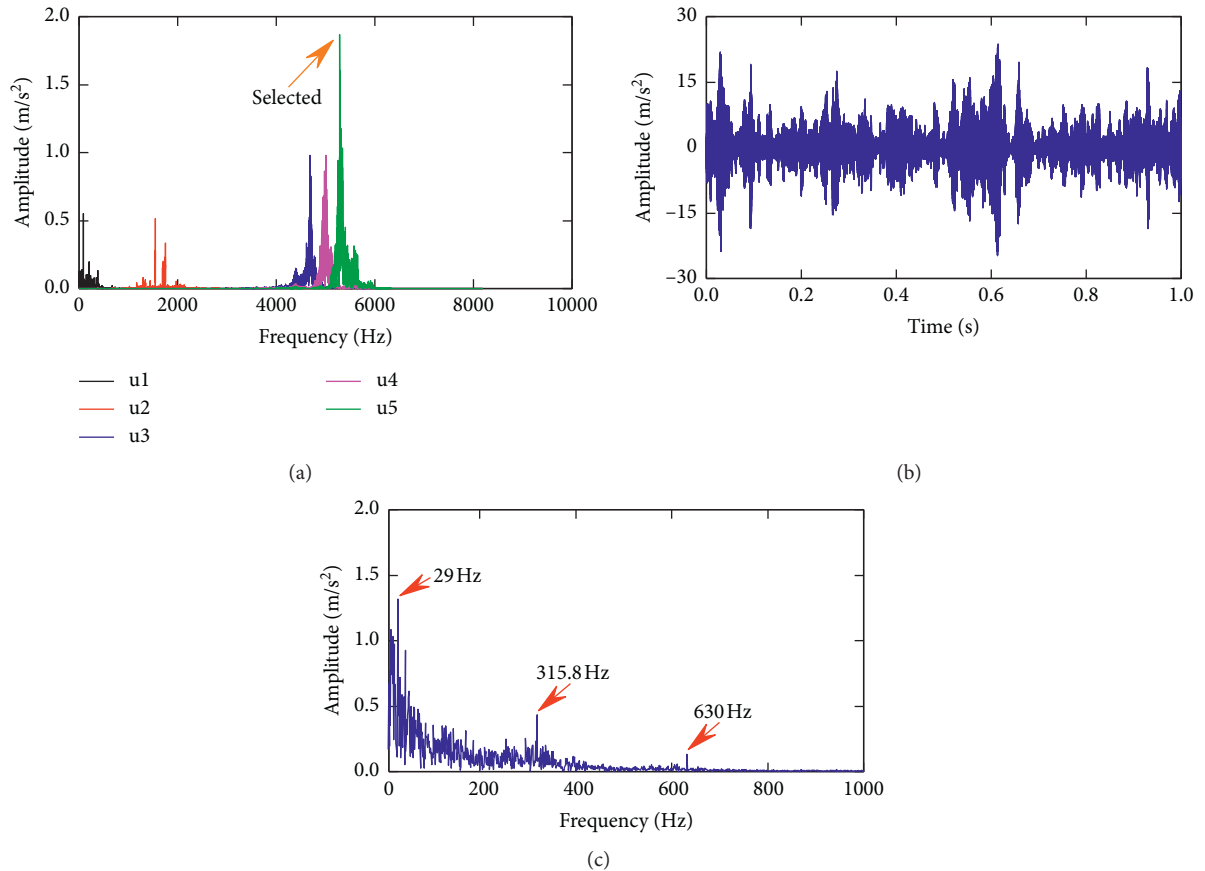 2.0
1.5
1.0
0.5
0.0
Amplitude (m/s²)
Selected
0 2000 4000 6000 8000 10000
Frequency (Hz)
u1
u2
u3
u4
u5
(a)
30
15
0
−15
−30
Amplitude (m/s²)
0.0 0.2 0.4 0.6 0.8 1.0
Time (s)
(b)
2.0
1.5
1.0
0.5
0.0
Amplitude (m/s²)
29 Hz
315.8 Hz
630 Hz
0 200 400 600 800 1000
Frequency (Hz)
(c)